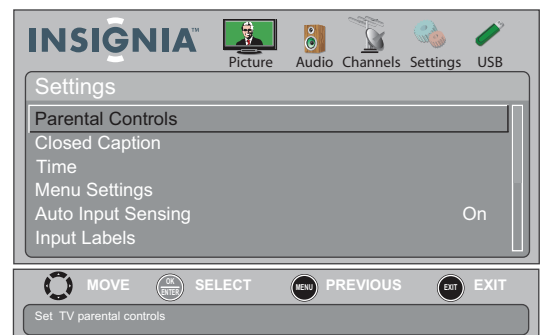 INSIGNIA™
Picture Audio Channels Settings USB
Settings
Parental Controls
Closed Caption
Time
Menu Settings
Auto Input Sensing On
Input Labels
MOVE OK ENTER SELECT MENU PREVIOUS EXIT EXIT
Set TV parental controls